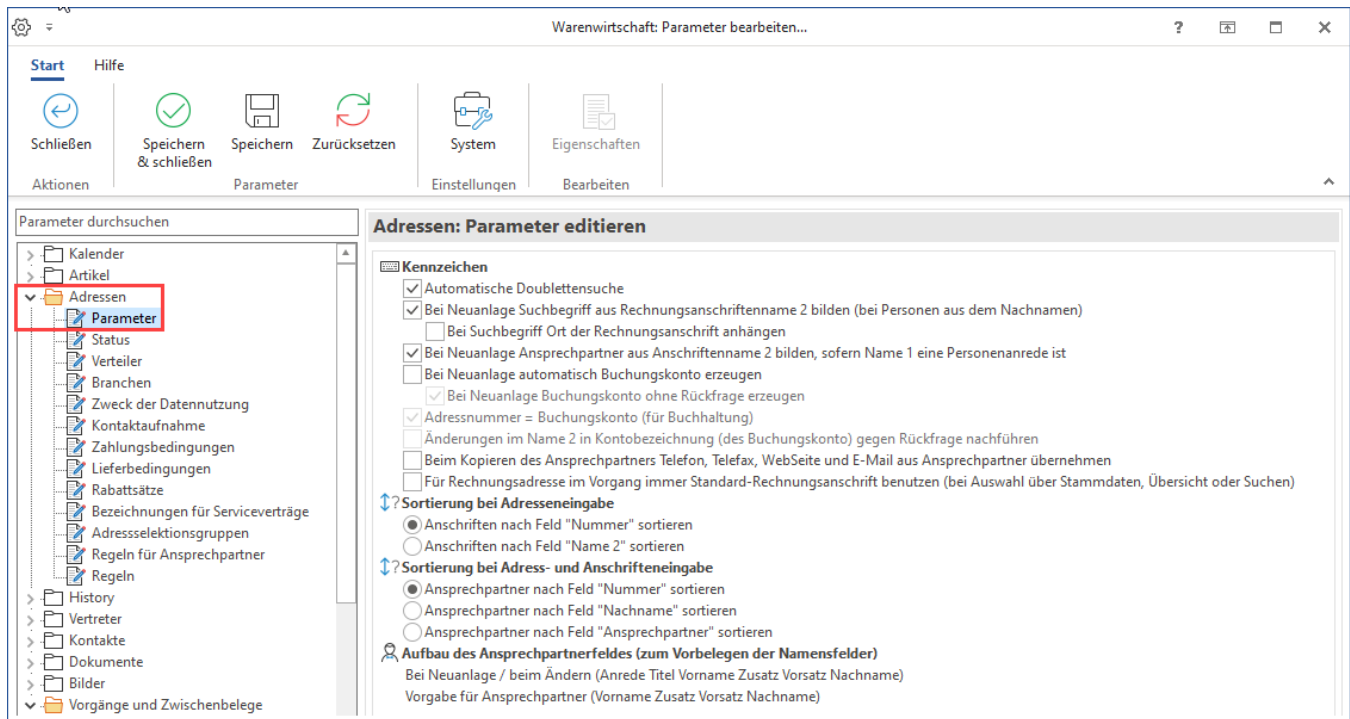 Warenwirtschaft: Parameter bearbeiten...
?
Start Hilfe
Schließen Speichern Speichern Zurücksetzen System Eigenschaften
& schließen
Aktionen Parameter Einstellungen Bearbeiten
Parameter durchsuchen
Kalender
Artikel
Adressen
Parameter
Status
Verteiler
Branchen
Zweck der Datennutzung
Kontaktaufnahme
Zahlungsbedingungen
Lieferbedingungen
Rabattsätze
Bezeichnungen für Serviceverträge
Adressselektionsgruppen
Regeln für Ansprechpartner
Regeln
History
Vertreter
Kontakte
Dokumente
Bilder
Vorgänge und Zwischenbelege
Adressen: Parameter editieren
Kennzeichen
Automatische Doublettensuche
Bei Neuanlage Suchbegriff aus Rechnungsanschriftenname 2 bilden (bei Personen aus dem Nachnamen)
Bei Suchbegriff Ort der Rechnungsanschrift anhängen
Bei Neuanlage Ansprechpartner aus Anschriftenname 2 bilden, sofern Name 1 eine Personenanrede ist
Bei Neuanlage automatisch Buchungskonto erzeugen
Bei Neuanlage Buchungskonto ohne Rückfrage erzeugen
Adressnummer = Buchungskonto (für Buchhaltung)
Änderungen im Name 2 in Kontobezeichnung (des Buchungskonto) gegen Rückfrage nachführen
Beim Kopieren des Ansprechpartners Telefon, Telefax, WebSeite und E-Mail aus Ansprechpartner übernehmen
Für Rechnungsadresse im Vorgang immer Standard-Rechnungsanschrift benutzen (bei Auswahl über Stammdaten, Übersicht oder Suchen)
? Sortierung bei Adresseneingabe
Anschriften nach Feld "Nummer" sortieren
Anschriften nach Feld "Name 2" sortieren
? Sortierung bei Adress- und Anschrifteneingabe
Ansprechpartner nach Feld "Nummer" sortieren
Ansprechpartner nach Feld "Nachname" sortieren
Ansprechpartner nach Feld "Ansprechpartner" sortieren
Aufbau des Ansprechpartnerfeldes (zum Vorbelegen der Namensfelder)
Bei Neuanlage / beim Ändern (Anrede Titel Vorname Zusatz Vorsatz Nachname)
Vorgabe für Ansprechpartner (Vorname Zusatz Vorsatz Nachname)